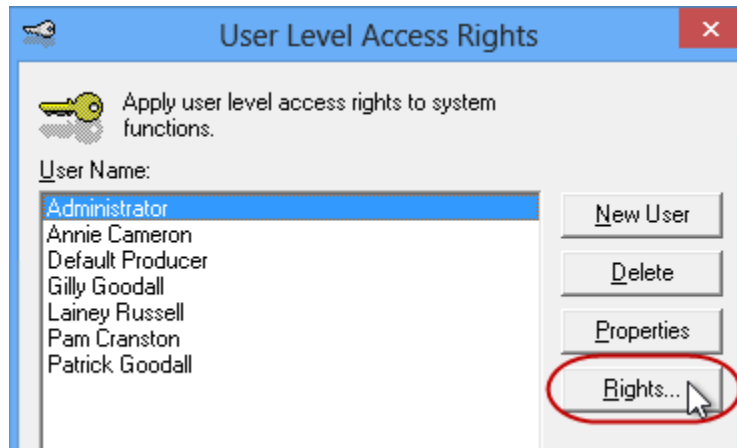 User Level Access Rights
Apply user level access rights to system
functions.
User Name:
Administrator
Annie Cameron
Default Producer
Gilly Goodall
Lainey Russell
Pam Cranston
Patrick Goodall
New User
Delete
Properties
Rights...